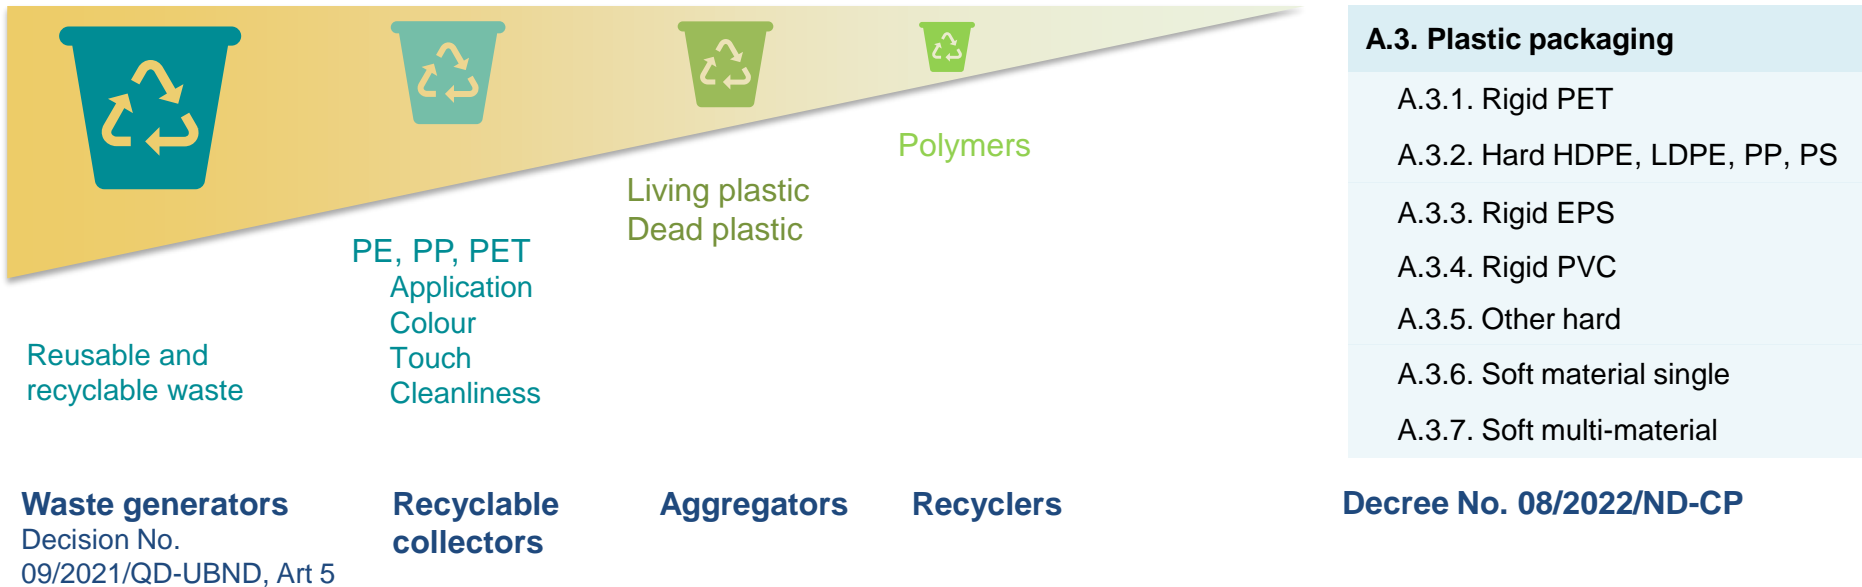 Reusable and
recyclable waste
Waste generators
Decision No.
09/2021/QD-UBND, Art 5
PE, PP, PET
Application
Colour
Touch
Cleanliness
Recyclable
collectors
Living plastic
Dead plastic
Aggregators
Polymers
Recyclers
A.3. Plastic packaging
A.3.1. Rigid PET
A.3.2. Hard HDPE, LDPE, PP, PS
A.3.3. Rigid EPS
A.3.4. Rigid PVC
A.3.5. Other hard
A.3.6. Soft material single
A.3.7. Soft multi-material
Decree No. 08/2022/ND-CP